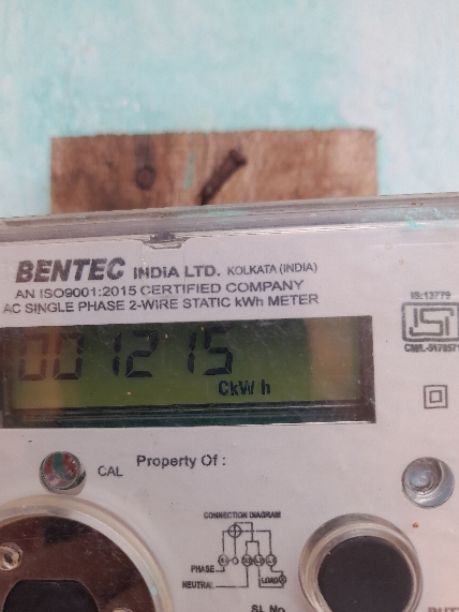 BENTEC INDIA LTD. KOLKATA (INDIA)
AN ISO9001:2015 CERTIFIED COMPANY
AC SINGLE PHASE 2-WIRE STATIC kWh METER
IS:13779
001215
CkWh
CAL
Property Of :
CONNECTION DIAGRAM
PHASE
NEUTRAL
LOAD
SL No